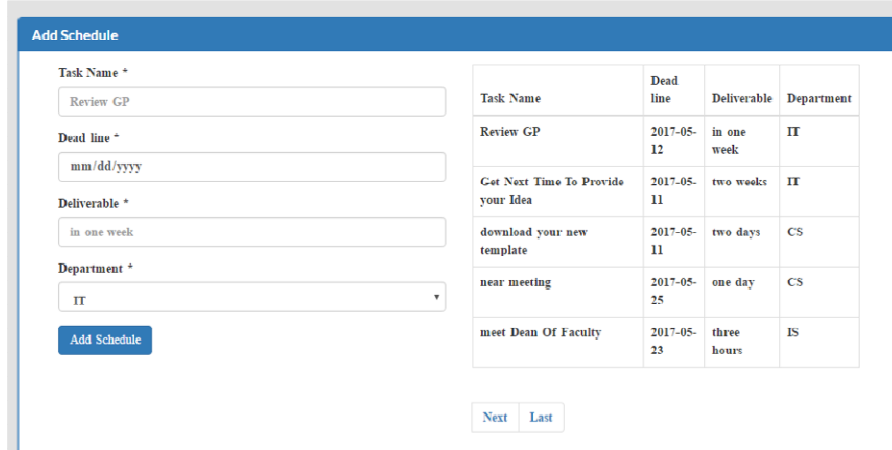 Add Schedule
Task Name *
Review GP
Dead line *
mm/dd/yyyy
Deliverable *
in one week
Department *
IT
Add Schedule
Task Name Dead line Deliverable Department
Review GP 2017-05-12 in one week IT
Get Next Time To Provide your Idea 2017-05-11 two weeks IT
download your new template 2017-05-11 two days CS
near meeting 2017-05-25 one day CS
meet Dean Of Faculty 2017-05-23 three hours IS
Next Last